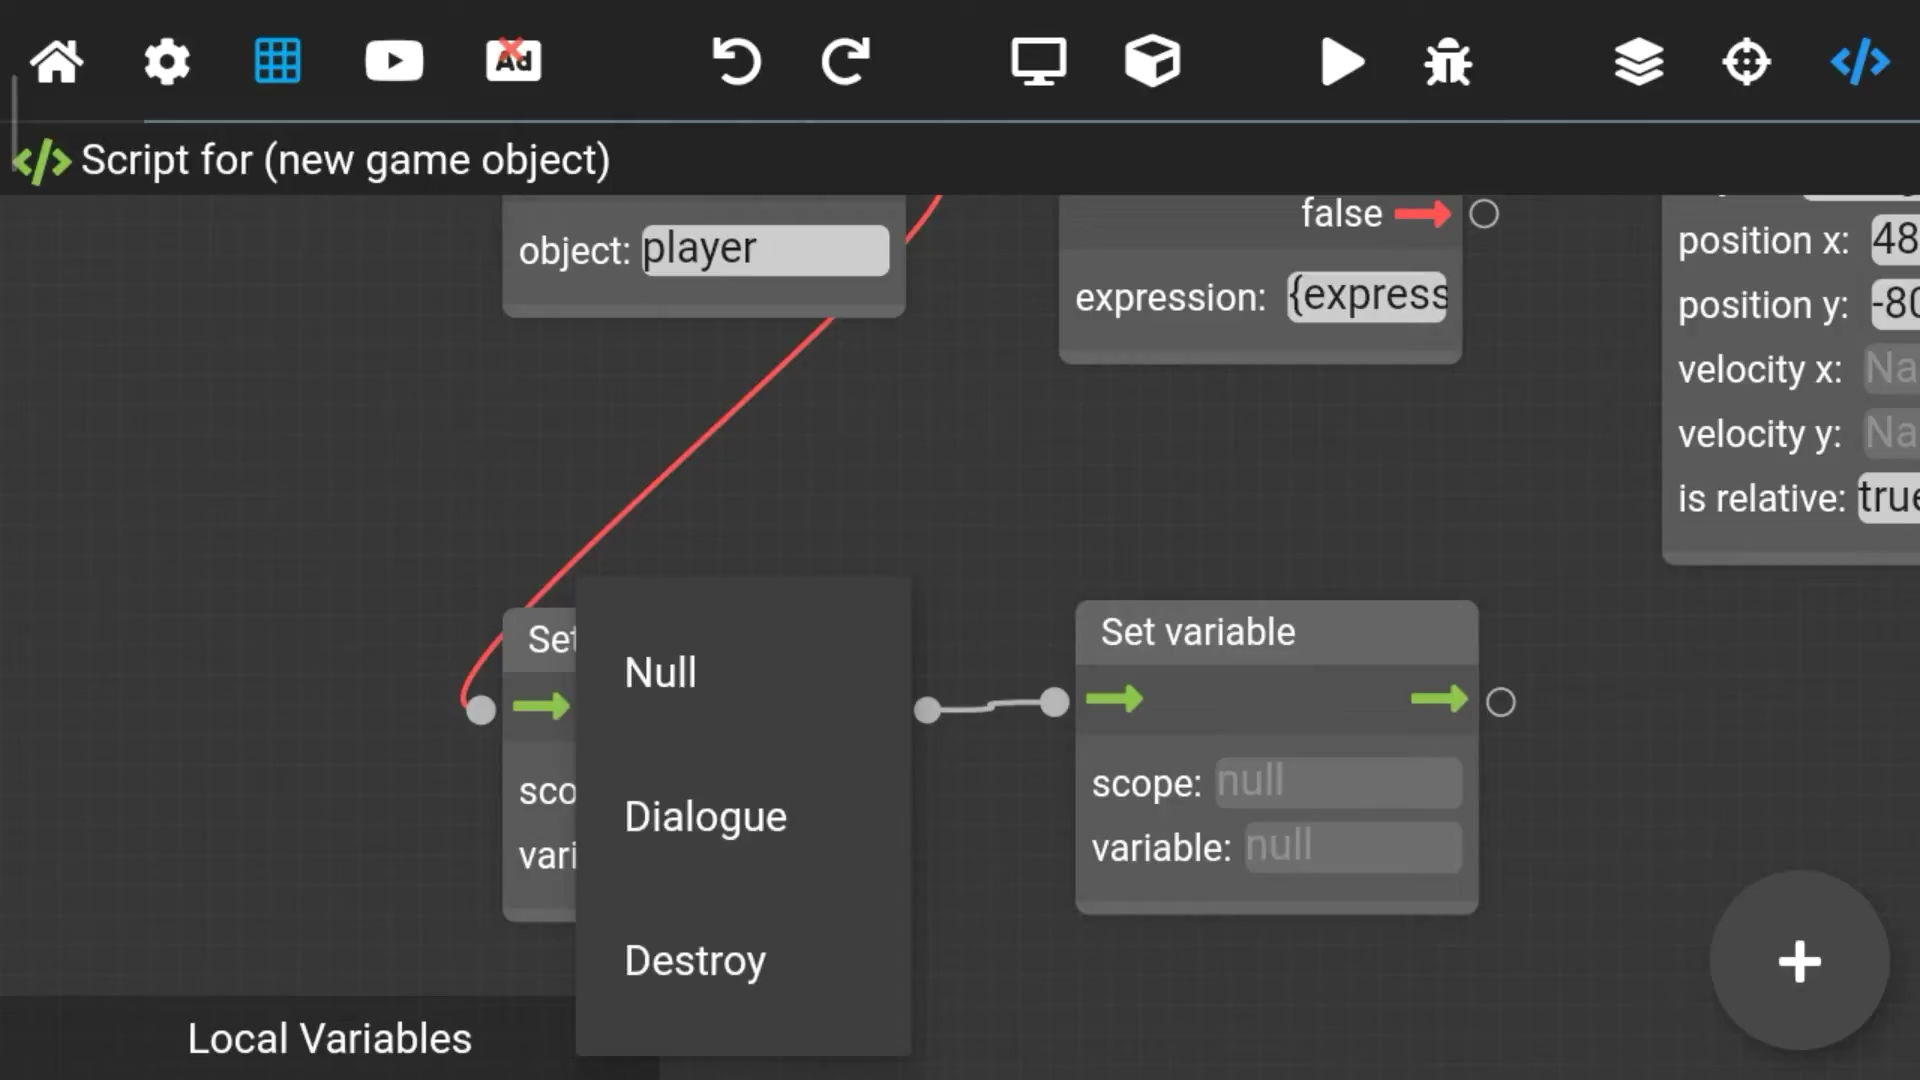 Ad
Script for (new game object)
object: player
false
expression: {express
position x: 48
position y: -80
velocity x: Na
velocity y: Na
is relative: true
Set
sco
vari
Null
Dialogue
Destroy
Set variable
scope: null
variable: null
Local Variables